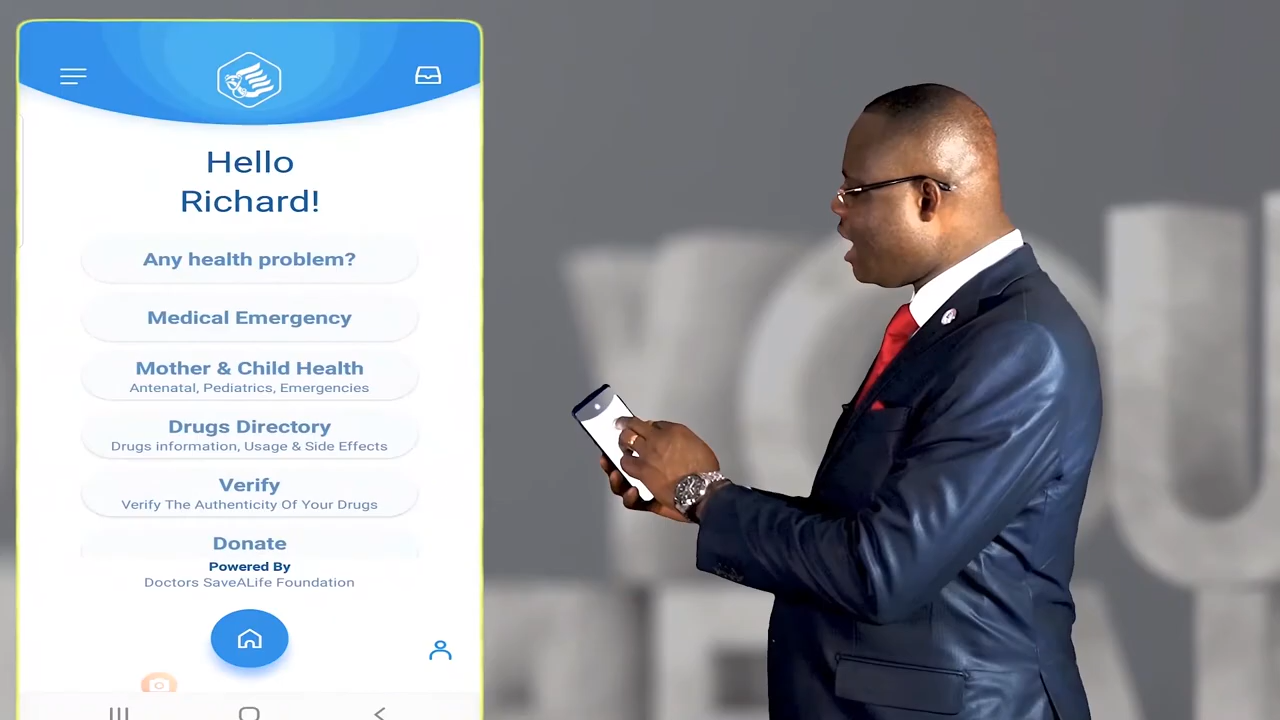 Hello
Richard!
Any health problem?
Medical Emergency
Mother & Child Health
Antenatal, Pediatrics, Emergencies
Drugs Directory
Drugs information, Usage & Side Effects
Verify
Verify The Authenticity Of Your Drugs
Donate
Powered By
Doctors SaveALife Foundation
YOU